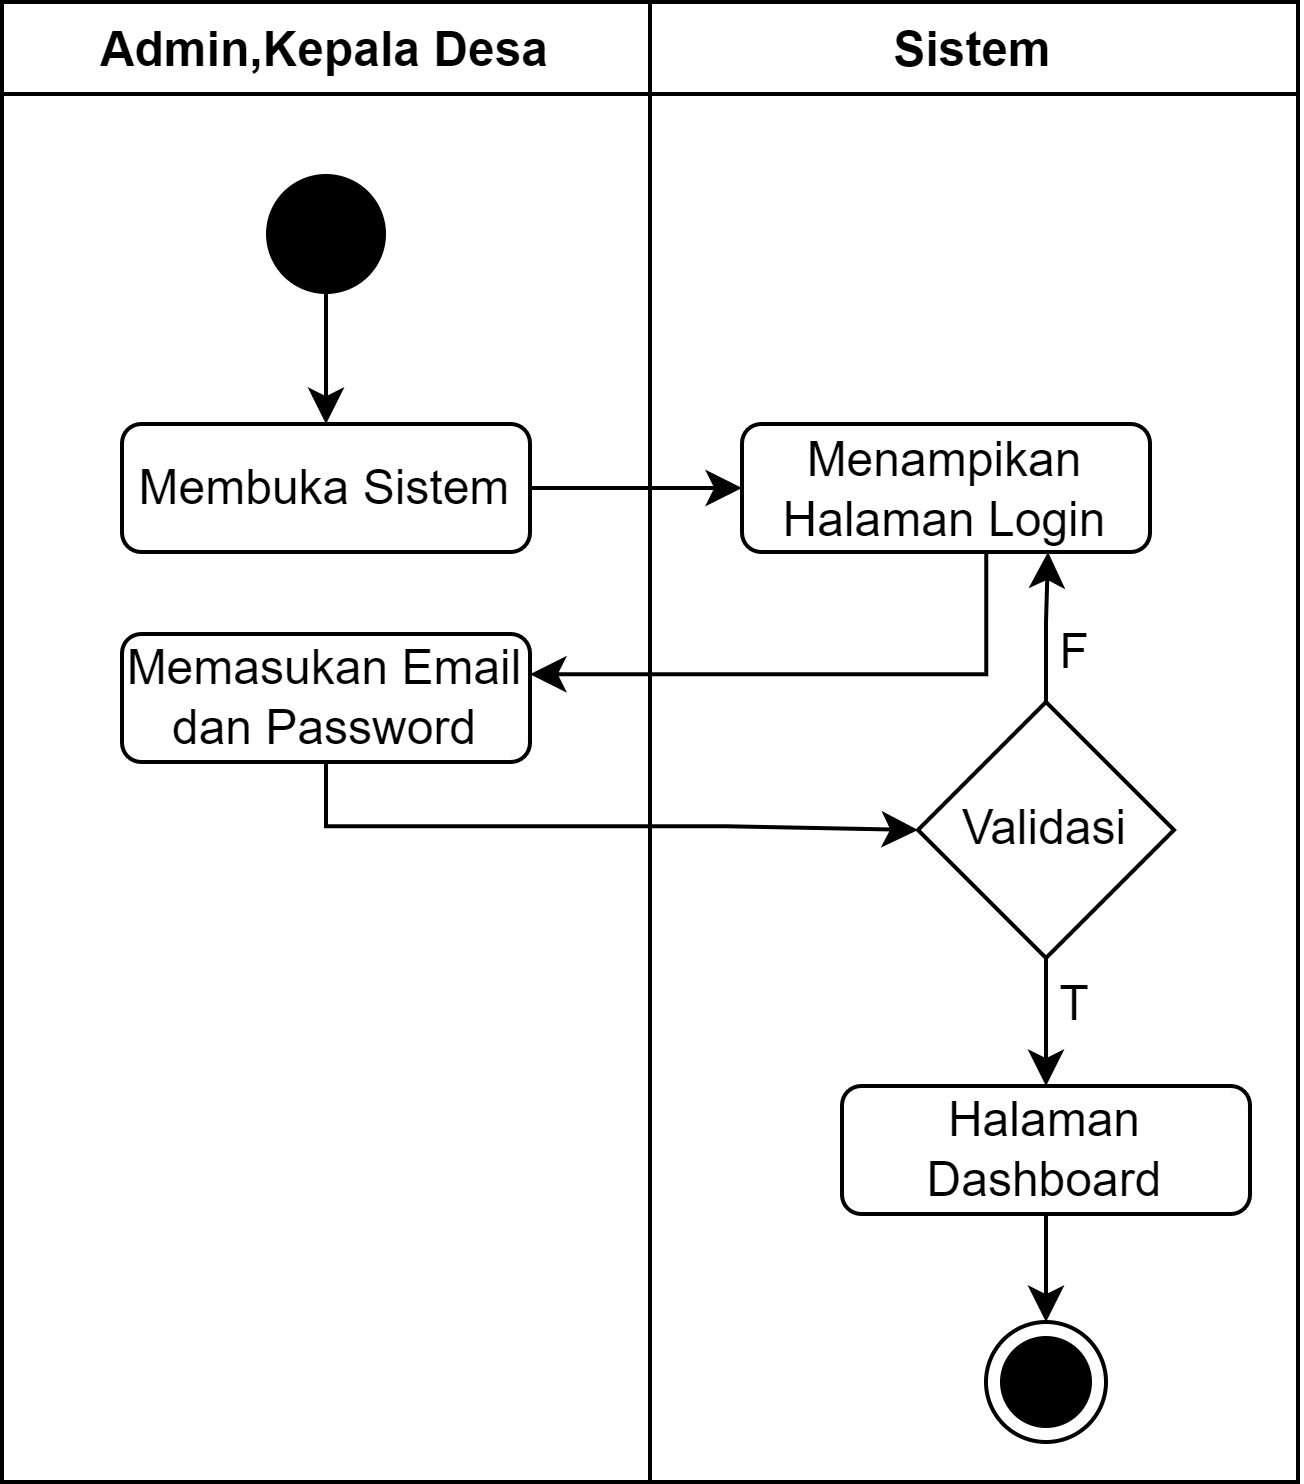 Admin,Kepala Desa
Sistem
Membuka Sistem
Menampikan
Halaman Login
Memasukan Email
dan Password
F
Validasi
T
Halaman
Dashboard